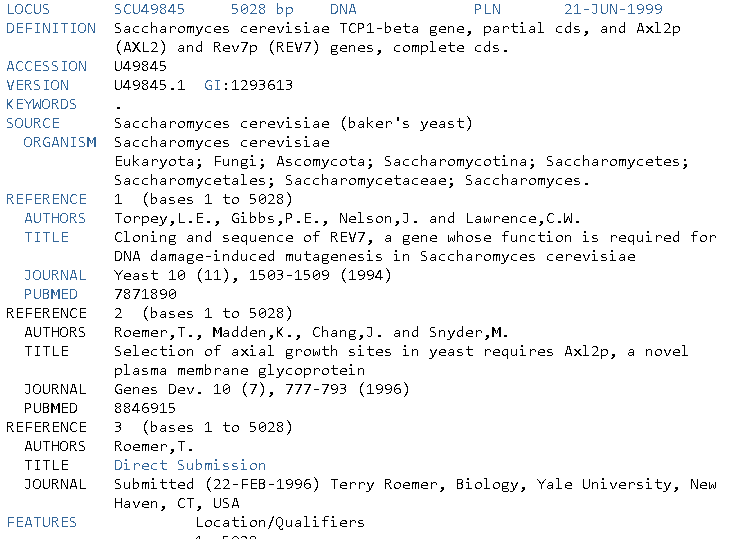 LOCUS       SCU49845     5028 bp    DNA             PLN       21-JUN-1999
DEFINITION  Saccharomyces cerevisiae TCP1-beta gene, partial cds, and Axl2p
            (AXL2) and Rev7p (REV7) genes, complete cds.
ACCESSION   U49845
VERSION     U49845.1  GI:1293613
KEYWORDS    .
SOURCE      Saccharomyces cerevisiae (baker's yeast)
  ORGANISM  Saccharomyces cerevisiae
            Eukaryota; Fungi; Ascomycota; Saccharomycotina; Saccharomycetes;
            Saccharomycetales; Saccharomycetaceae; Saccharomyces.
REFERENCE   1  (bases 1 to 5028)
  AUTHORS   Torpey,L.E., Gibbs,P.E., Nelson,J. and Lawrence,C.W.
  TITLE     Cloning and sequence of REV7, a gene whose function is required for
            DNA damage-induced mutagenesis in Saccharomyces cerevisiae
  JOURNAL   Yeast 10 (11), 1503-1509 (1994)
  PUBMED    7871890
REFERENCE   2  (bases 1 to 5028)
  AUTHORS   Roemer,T., Madden,K., Chang,J. and Snyder,M.
  TITLE     Selection of axial growth sites in yeast requires Axl2p, a novel
            plasma membrane glycoprotein
  JOURNAL   Genes Dev. 10 (7), 777-793 (1996)
  PUBMED    8846915
REFERENCE   3  (bases 1 to 5028)
  AUTHORS   Roemer,T.
  TITLE     Direct Submission
  JOURNAL   Submitted (22-FEB-1996) Terry Roemer, Biology, Yale University, New
            Haven, CT, USA
FEATURES             Location/Qualifiers